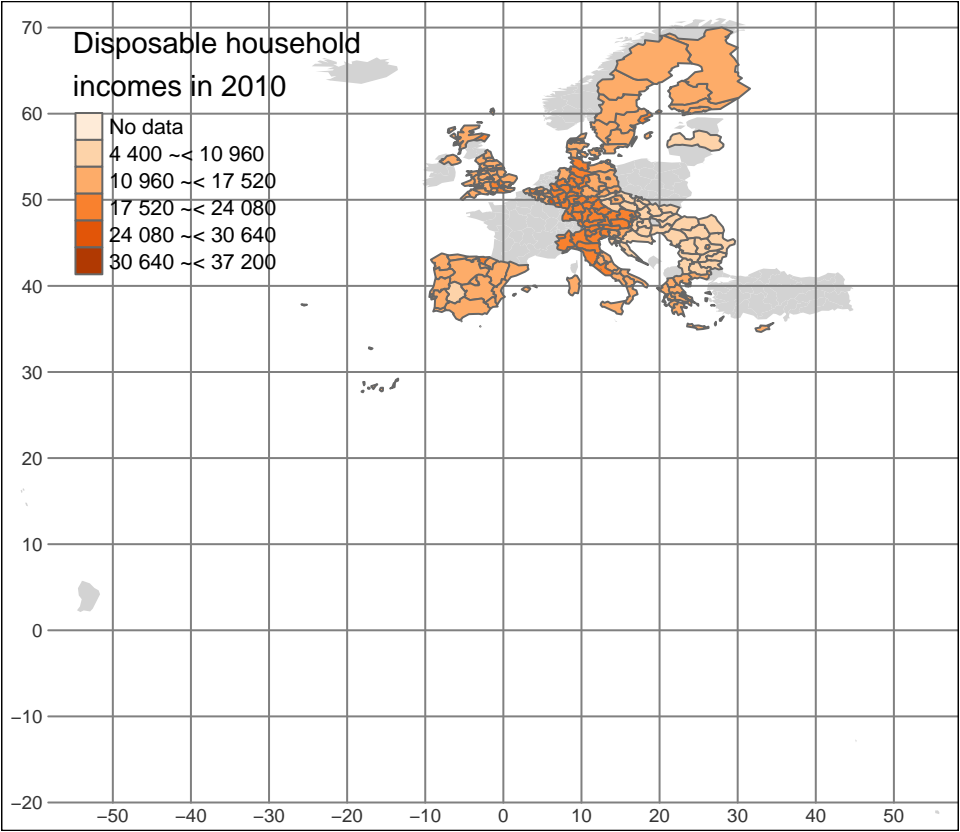 Disposable household
incomes in 2010
No data
4 400 ~< 10 960
10 960 ~< 17 520
17 520 ~< 24 080
24 080 ~< 30 640
30 640 ~< 37 200
70
60
50
40
30
20
10
0
−10
−20
−50 −40 −30 −20 −10 0 10 20 30 40 50